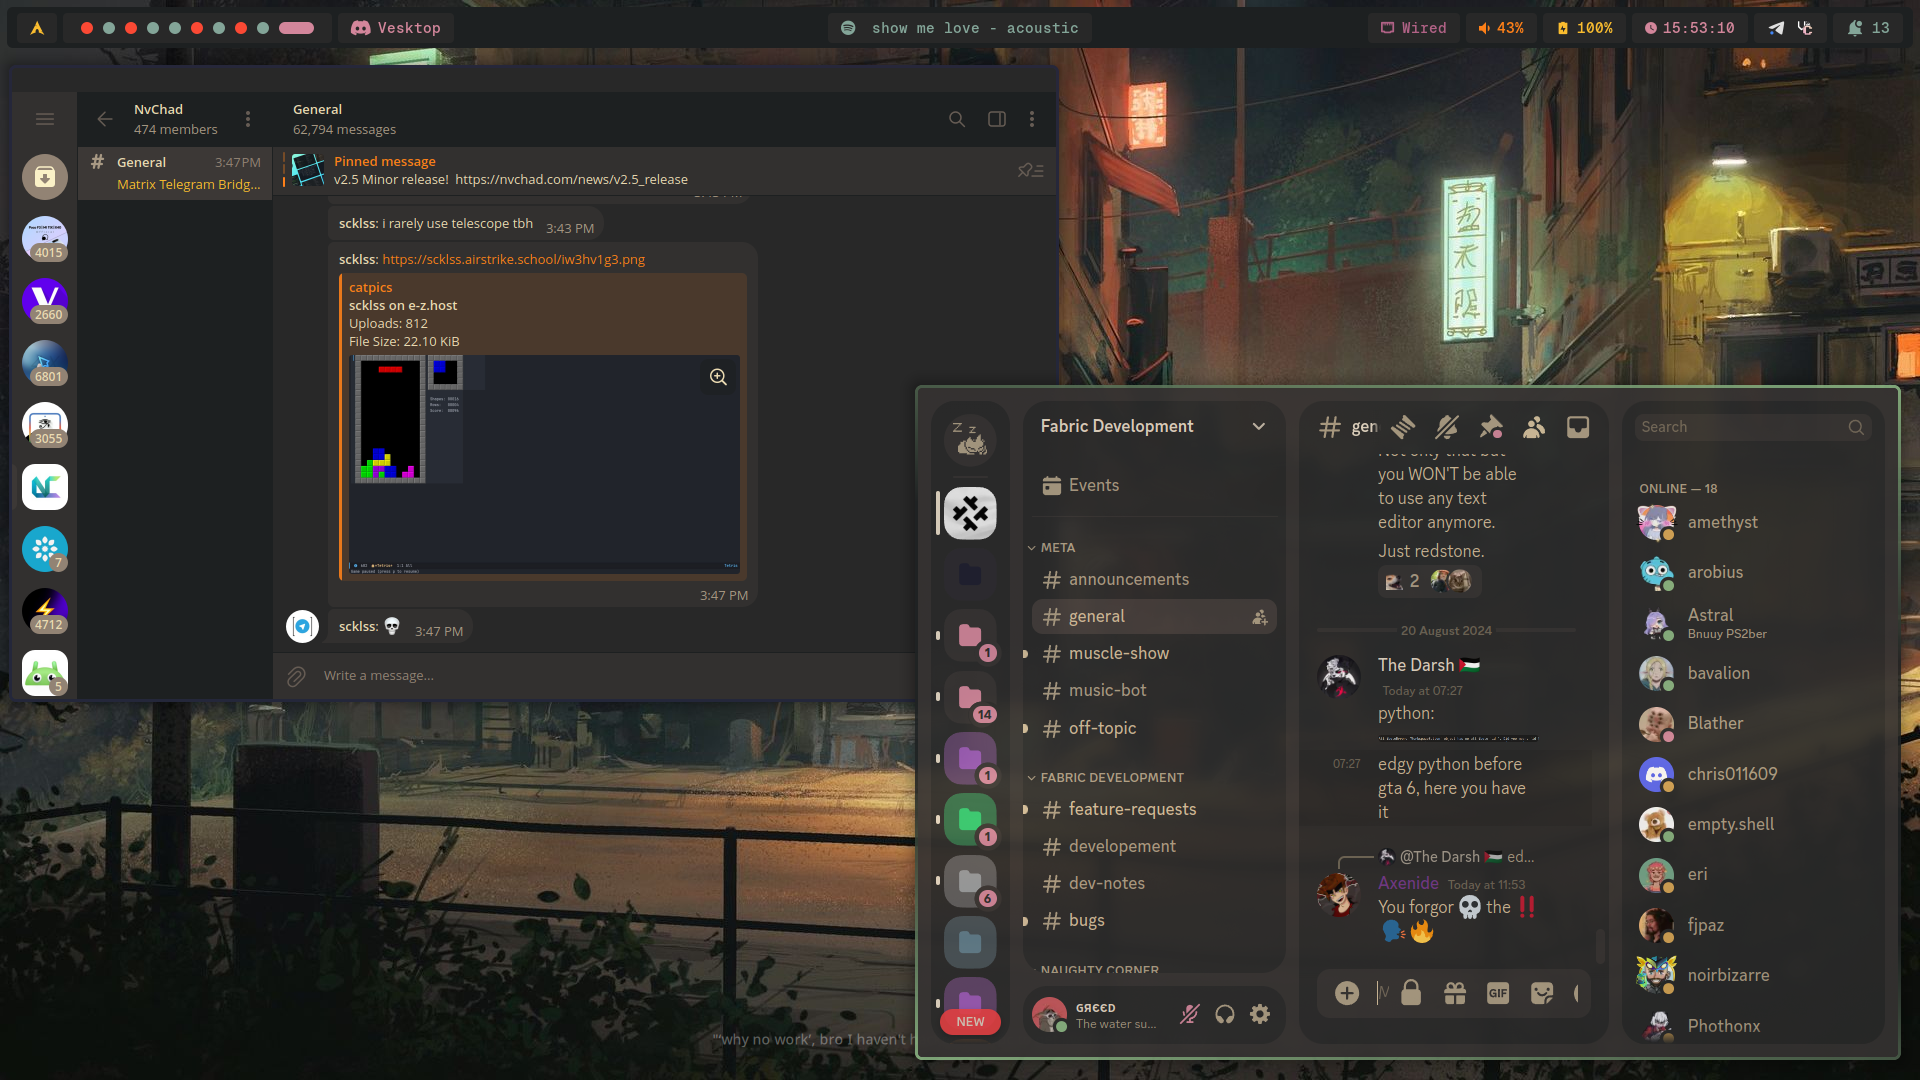 Vesktop
show me love - acoustic
Wired
43%
100%
15:53:10
13
NvChad
474 members
General
62,794 messages
General
3:47PM
Matrix Telegram Bridg...
Pinned message
v2.5 Minor release! https://nvchad.com/news/v2.5_release
4015
2660
6801
3055
7
4712
5
scklss: i rarely use telescope tbh
3:43 PM
scklss: https://scklss.airstrike.school/iw3hv1g3.png
catpics
scklss on e-z.host
Uploads: 812
File Size: 22.10 KiB
3:47 PM
scklss: 💀
3:47 PM
Write a message...
"'why no work', bro I haven't
Fabric Development
Events
META
announcements
general
muscle-show
music-bot
off-topic
FABRIC DEVELOPMENT
feature-requests
developement
dev-notes
bugs
NAUGHTY CORNER
1
14
1
1
6
NEW
GREED
The water su...
gen
Not only that but
you WON'T be able
to use any text
editor anymore.
Just redstone.
2
20 August 2024
The Darsh 🇵🇸
Today at 07:27
python:
07:27
edgy python before
gta 6, here you have
it
@The Darsh 🇵🇸 ed...
Axenide Today at 11:53
You forgor 💀 the ‼️
🗣️🔥
GIF
Search
ONLINE — 18
amethyst
arobius
Astral
Bnuuy PS2ber
bavalion
Blather
chris011609
empty.shell
eri
fjpaz
noirbizarre
Phothonx